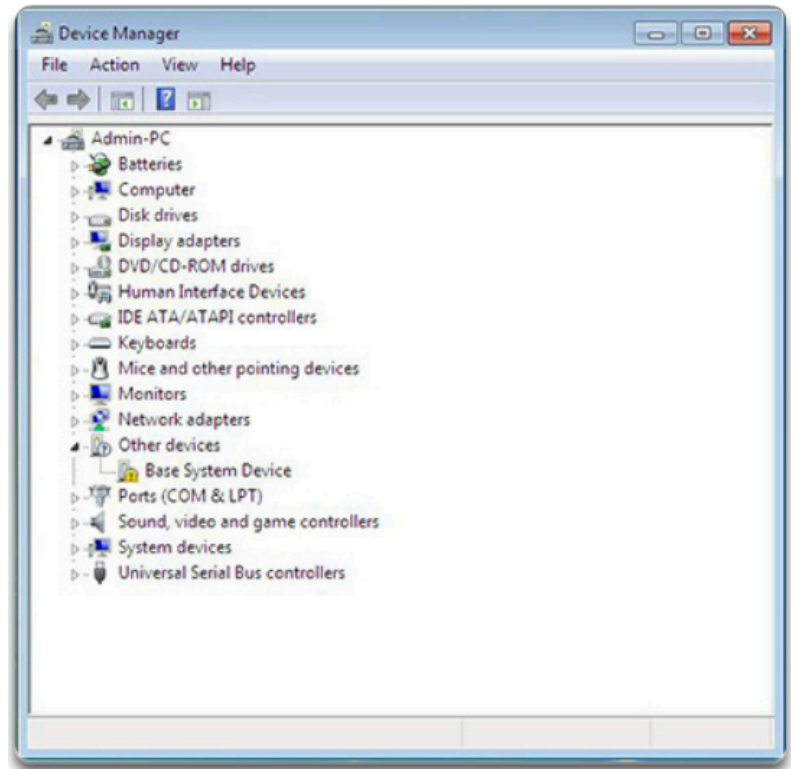 Device Manager
File Action View Help
Admin-PC
Batteries
Computer
Disk drives
Display adapters
DVD/CD-ROM drives
Human Interface Devices
IDE ATA/ATAPI controllers
Keyboards
Mice and other pointing devices
Monitors
Network adapters
Other devices
Base System Device
Ports (COM & LPT)
Sound, video and game controllers
System devices
Universal Serial Bus controllers